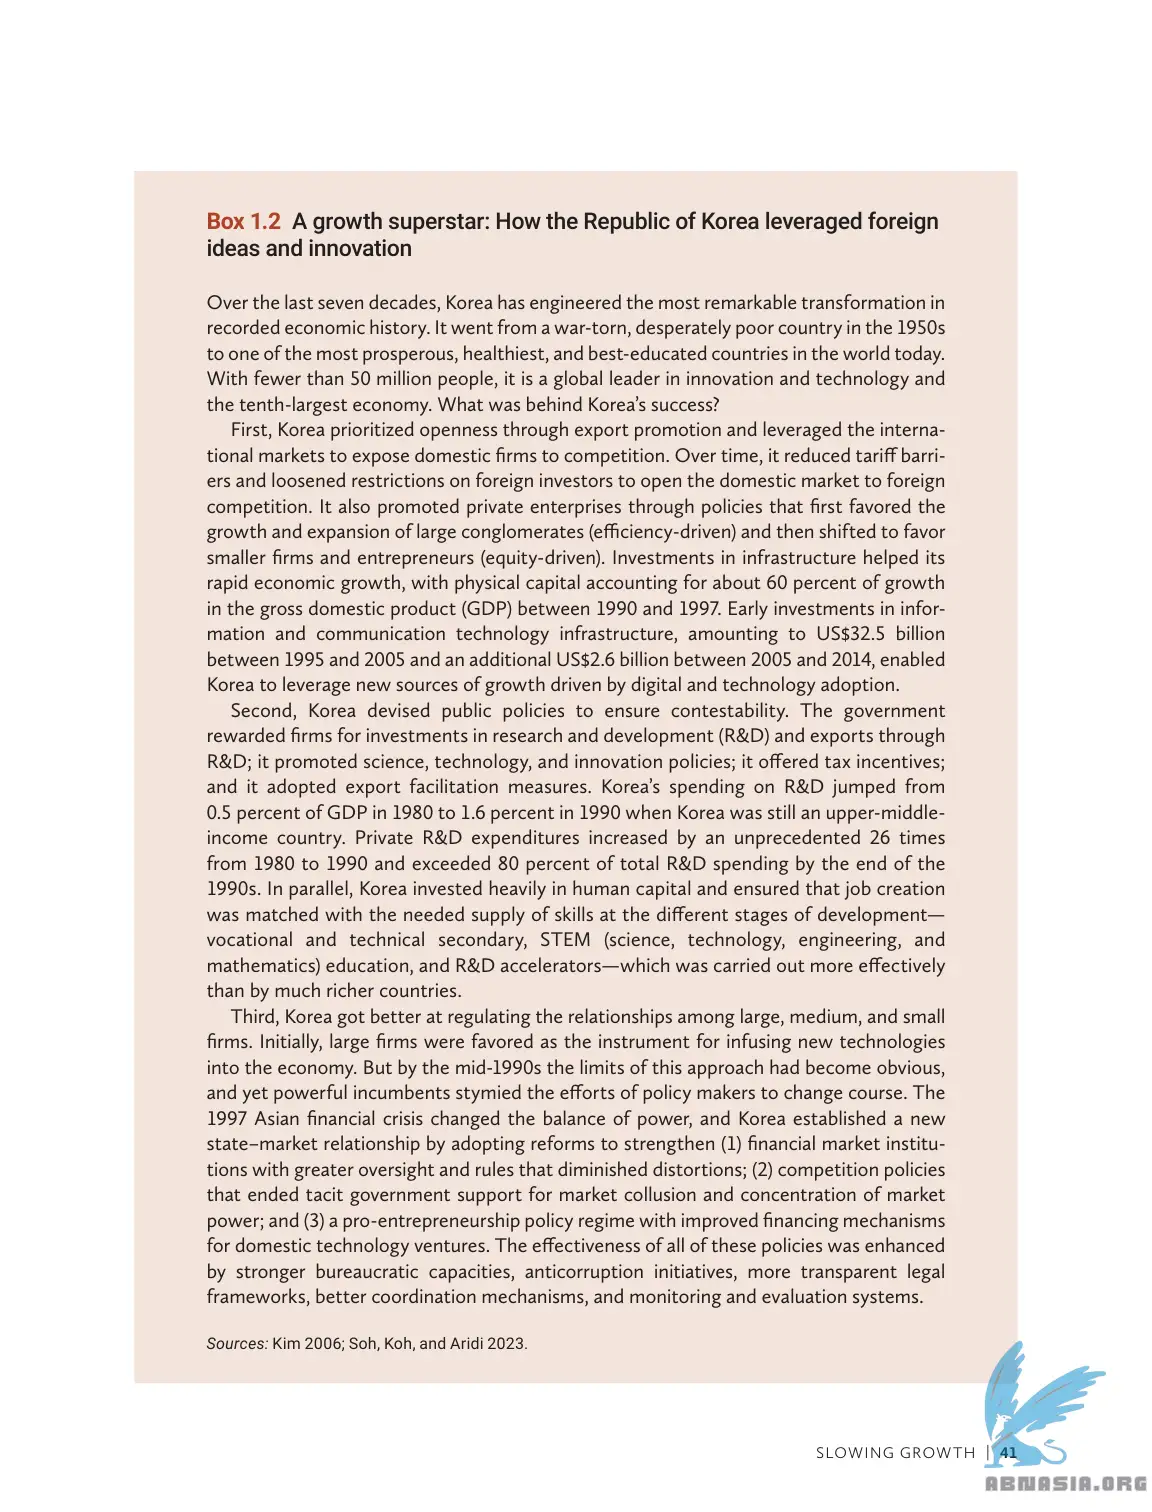 Box 1.2 A growth superstar: How the Republic of Korea leveraged foreign
ideas and innovation
Over the last seven decades, Korea has engineered the most remarkable transformation in
recorded economic history. It went from a war-torn, desperately poor country in the 1950s
to one of the most prosperous, healthiest, and best-educated countries in the world today.
With fewer than 50 million people, it is a global leader in innovation and technology and
the tenth-largest economy. What was behind Korea’s success?
First, Korea prioritized openness through export promotion and leveraged the interna-
tional markets to expose domestic firms to competition. Over time, it reduced tariff barri-
ers and loosened restrictions on foreign investors to open the domestic market to foreign
competition. It also promoted private enterprises through policies that first favored the
growth and expansion of large conglomerates (efficiency-driven) and then shifted to favor
smaller firms and entrepreneurs (equity-driven). Investments in infrastructure helped its
rapid economic growth, with physical capital accounting for about 60 percent of growth
in the gross domestic product (GDP) between 1990 and 1997. Early investments in infor-
mation and communication technology infrastructure, amounting to US$32.5 billion
between 1995 and 2005 and an additional US$2.6 billion between 2005 and 2014, enabled
Korea to leverage new sources of growth driven by digital and technology adoption.
Second, Korea devised public policies to ensure contestability. The government
rewarded firms for investments in research and development (R&D) and exports through
R&D; it promoted science, technology, and innovation policies; it offered tax incentives;
and it adopted export facilitation measures. Korea’s spending on R&D jumped from
0.5 percent of GDP in 1980 to 1.6 percent in 1990 when Korea was still an upper-middle-
income country. Private R&D expenditures increased by an unprecedented 26 times
from 1980 to 1990 and exceeded 80 percent of total R&D spending by the end of the
1990s. In parallel, Korea invested heavily in human capital and ensured that job creation
was matched with the needed supply of skills at the different stages of development—
vocational and technical secondary, STEM (science, technology, engineering, and
mathematics) education, and R&D accelerators—which was carried out more effectively
than by much richer countries.
Third, Korea got better at regulating the relationships among large, medium, and small
firms. Initially, large firms were favored as the instrument for infusing new technologies
into the economy. But by the mid-1990s the limits of this approach had become obvious,
and yet powerful incumbents stymied the efforts of policy makers to change course. The
1997 Asian financial crisis changed the balance of power, and Korea established a new
state–market relationship by adopting reforms to strengthen (1) financial market institu-
tions with greater oversight and rules that diminished distortions; (2) competition policies
that ended tacit government support for market collusion and concentration of market
power; and (3) a pro-entrepreneurship policy regime with improved financing mechanisms
for domestic technology ventures. The effectiveness of all of these policies was enhanced
by stronger bureaucratic capacities, anticorruption initiatives, more transparent legal
frameworks, better coordination mechanisms, and monitoring and evaluation systems.
Sources: Kim 2006; Soh, Koh, and Aridi 2023.
SLOWING GROWTH | 41
ABNASIA.ORG